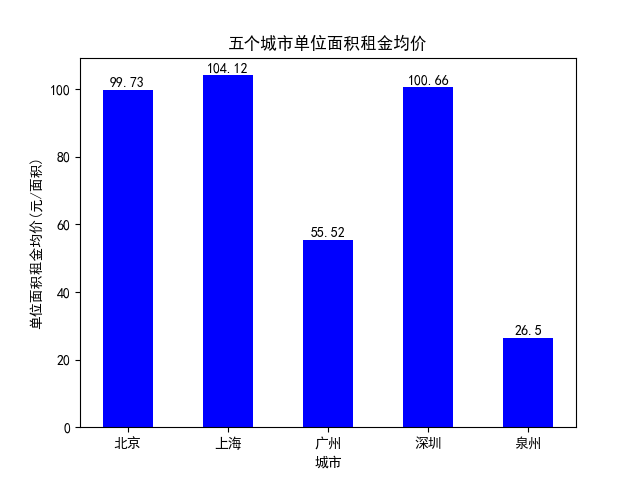 五个城市单位面积租金均价
单位面积租金均价(元/面积)
100
80
60
40
20
0
99.73
104.12
55.52
100.66
26.5
北京
上海
广州
深圳
泉州
城市